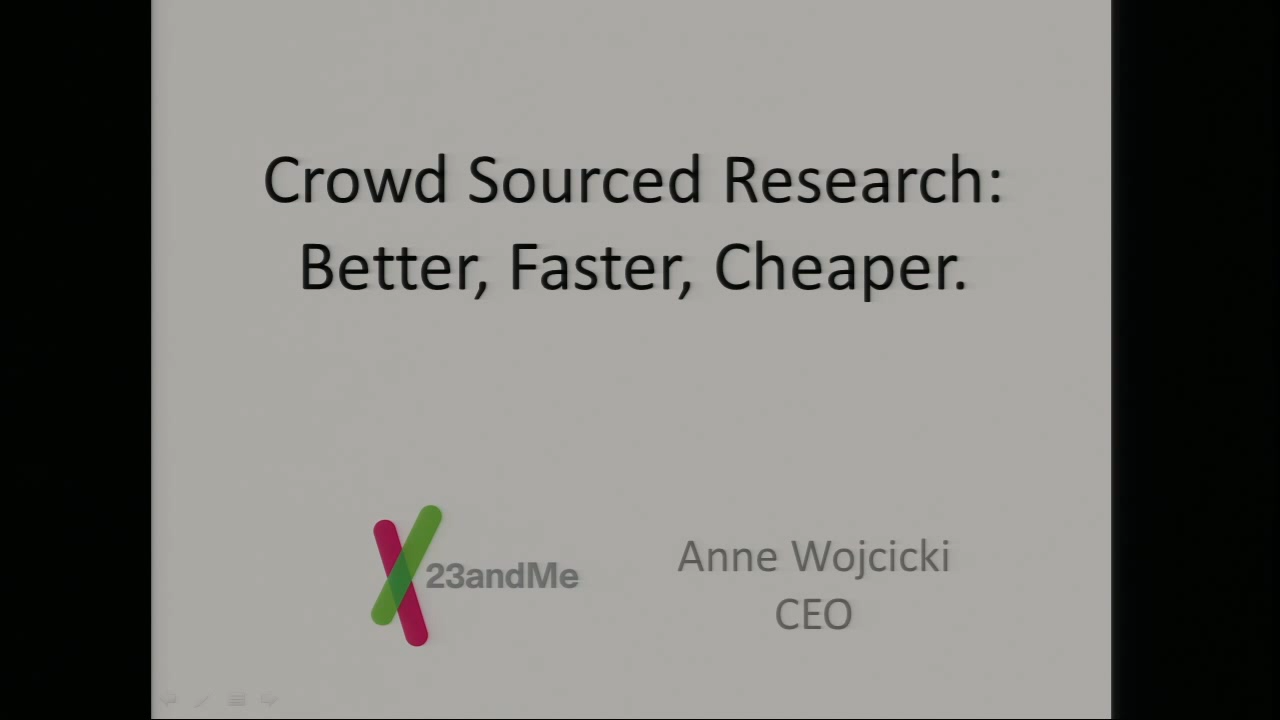 Crowd Sourced Research:
Better, Faster, Cheaper.
23andMe
Anne Wojcicki
CEO